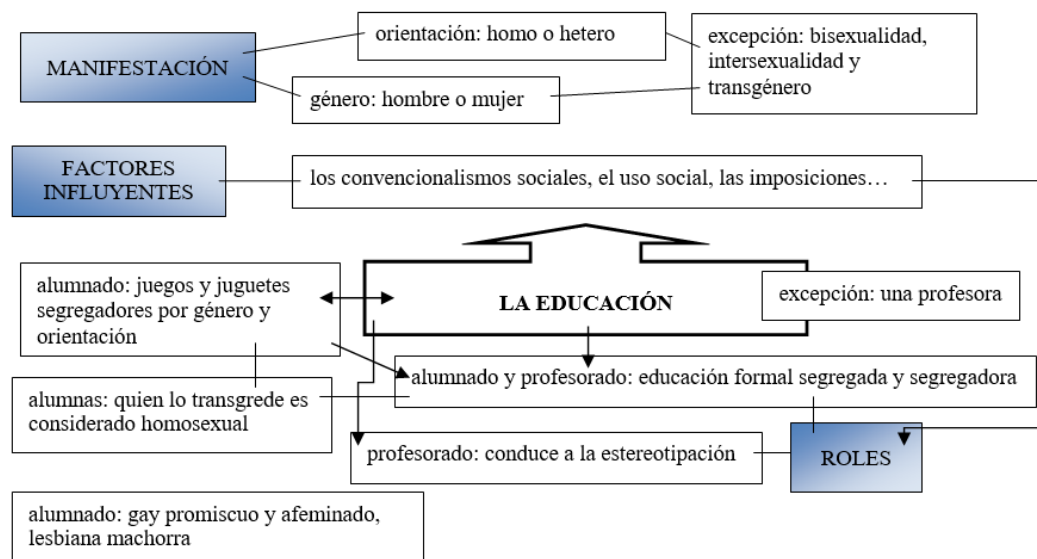 orientación: homo o hetero
excepción: bisexualidad,
intersexualidad y
transgénero
MANIFESTACIÓN
género: hombre o mujer
FACTORES
INFLUYENTES
los convencionalismos sociales, el uso social, las imposiciones…
alumnado: juegos y juguetes
segregadores por género y
orientación
LA EDUCACIÓN
excepción: una profesora
alumnado y profesorado: educación formal segregada y segregadora
alumnas: quien lo transgrede es
considerado homosexual
profesorado: conduce a la estereotipación
ROLES
alumnado: gay promiscuo y afeminado,
lesbiana machorra